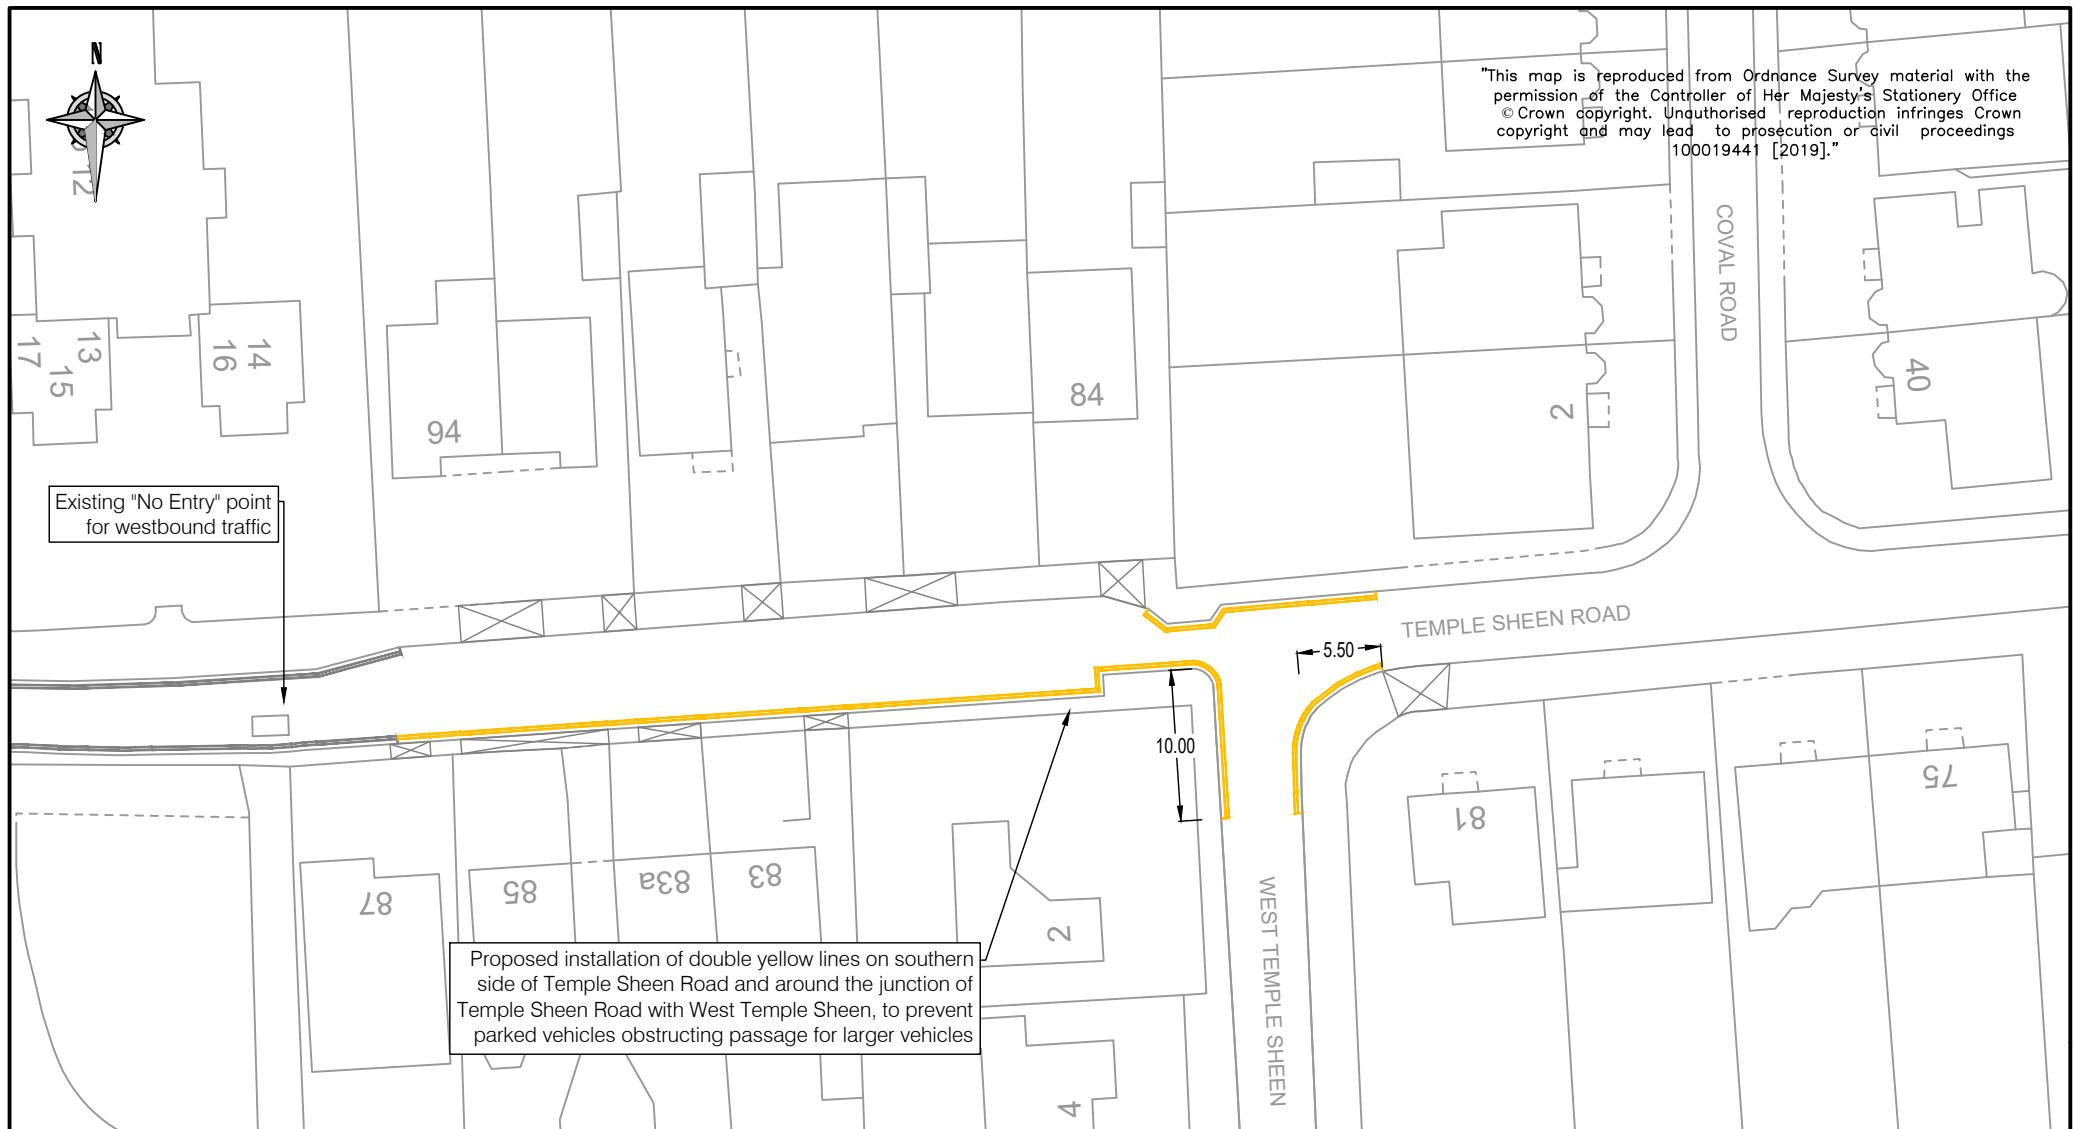 N
"This map is reproduced from Ordnance Survey material with the
permission of the Controller of Her Majesty's Stationery Office
© Crown copyright. Unauthorised reproduction infringes Crown
copyright and may lead to prosecution or civil proceedings
100019441 [2019]."
12
COVAL ROAD
17
13
15
16
14
94
84
2
40
Existing "No Entry" point
for westbound traffic
TEMPLE SHEEN ROAD
5.50
10.00
87
85
83a
83
2
81
75
WEST TEMPLE SHEEN
Proposed installation of double yellow lines on southern
side of Temple Sheen Road and around the junction of
Temple Sheen Road with West Temple Sheen, to prevent
parked vehicles obstructing passage for larger vehicles
4